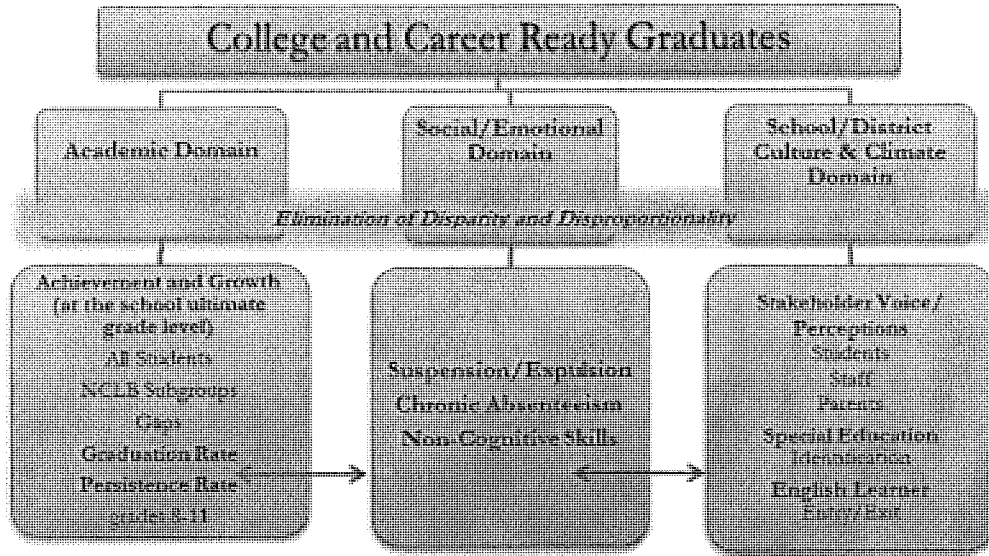 College and Career Ready Graduates
Academic Domain
Social/Emotional
Domain
School/District
Culture & Climate
Domain
Elimination of Disparity and Disproportionality
Achievement and Growth
(at the school ultimate
grade level)
All Students
NCLB Subgroups
Gaps
Graduation Rate
Persistence Rate
grades 8-11
Suspension/Expulsion
Chronic Absenteeism
Non-Cognitive Skills
Stakeholder Voice/
Perceptions
Students
Staff
Parents
Special Education
Identification
English Learner
Entry/Exit